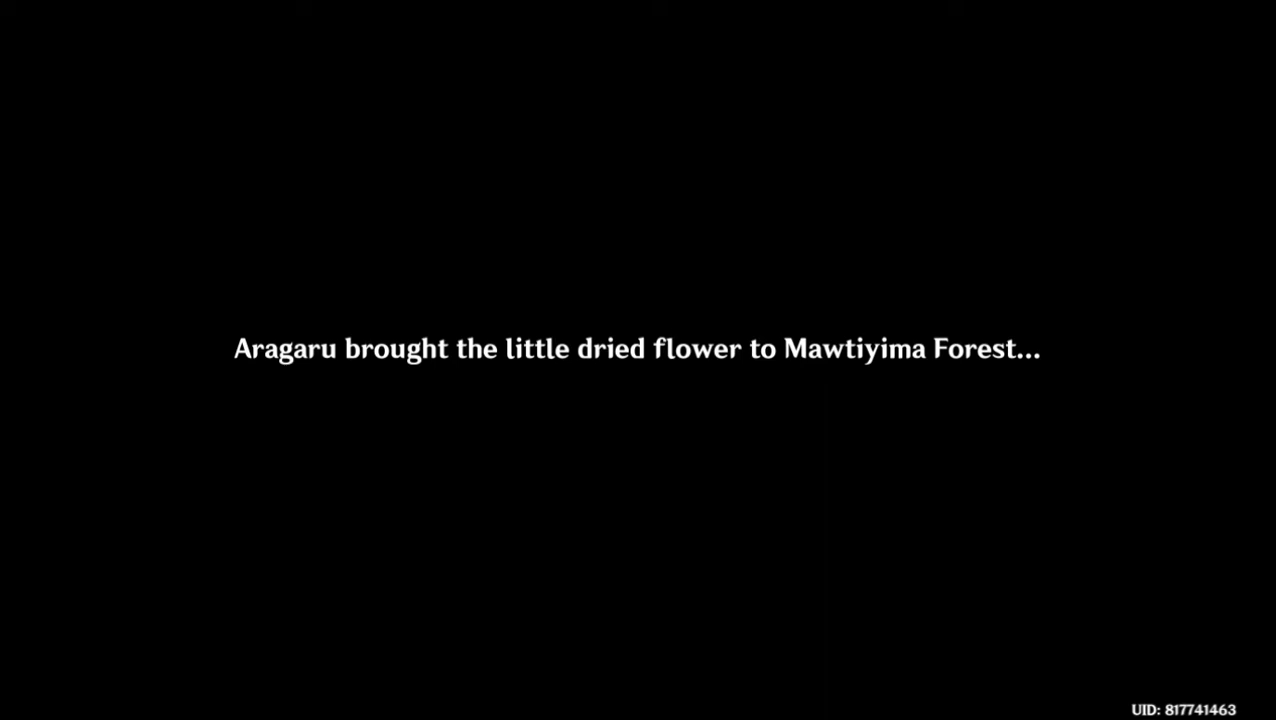 Aragaru brought the little dried flower to Mawtiyima Forest...
UID: 817741463